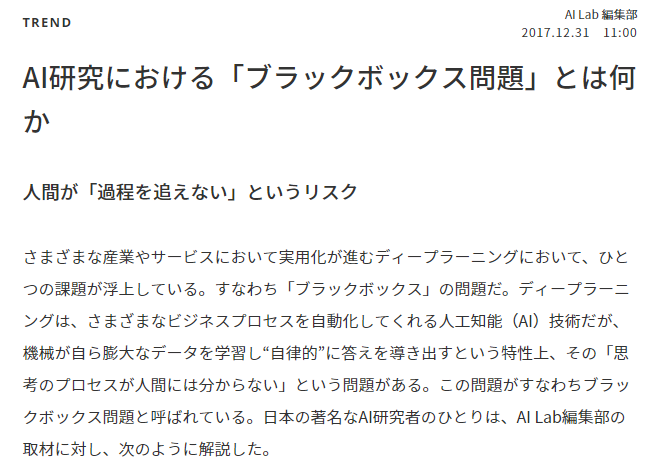 TREND
AI Lab 編集部
2017.12.31 11:00
AI研究における「ブラックボックス問題」とは何
か
人間が「過程を追えない」というリスク
さまざまな産業やサービスにおいて実用化が進むディープラーニングにおいて、ひと
つの課題が浮上している。すなわち「ブラックボックス」の問題だ。ディープラーニ
ングは、さまざまなビジネスプロセスを自動化してくれる人工知能（AI）技術だが、
機械が自ら膨大なデータを学習し“自律的”に答えを導き出すという特性上、その「思
考のプロセスが人間には分からない」という問題がある。この問題がすなわちブラッ
クボックス問題と呼ばれている。日本の著名なAI研究者のひとりは、AI Lab編集部の
取材に対し、次のように解説した。